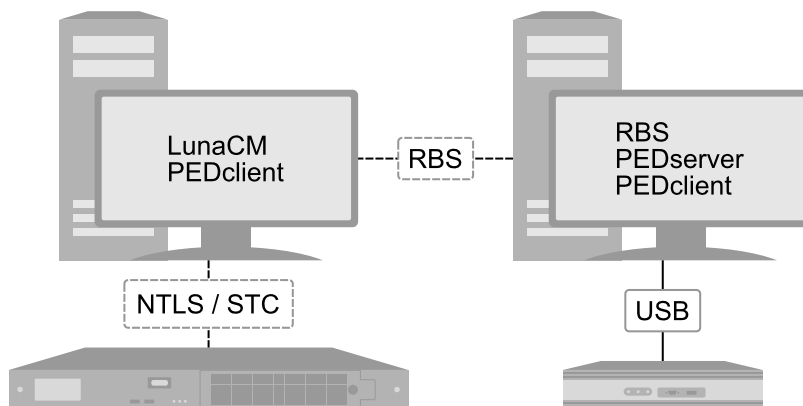 LunaCM
PEDclient
RBS
RBS
PEDserver
PEDclient
NTLS / STC
USB